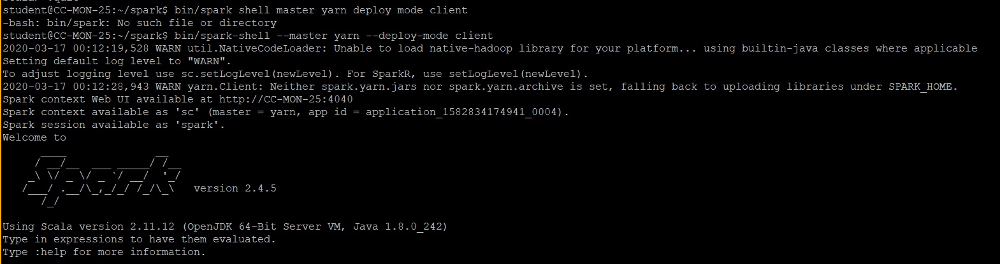 student@CC-MON-25:~/spark$ bin/spark shell master yarn deploy mode client
-bash: bin/spark: No such file or directory
student@CC-MON-25:~/spark$ bin/spark-shell --master yarn --deploy-mode client
2020-03-17 00:12:19,528 WARN util.NativeCodeLoader: Unable to load native-hadoop library for your platform... using builtin-java classes where applicable
Setting default log level to "WARN".
To adjust logging level use sc.setLogLevel(newLevel). For SparkR, use setLogLevel(newLevel).
2020-03-17 00:12:28,943 WARN yarn.Client: Neither spark.yarn.jars nor spark.yarn.archive is set, falling back to uploading libraries under SPARK_HOME.
Spark context Web UI available at http://CC-MON-25:4040
Spark context available as 'sc' (master = yarn, app id = application_1582834174941_0004).
Spark session available as 'spark'.
Welcome to
      ____              __
     / __/__  ___ _____/ /__
    _\ \/ _ \/ _ `/ __/  '_/
   /___/ .__/\_,_/_/ /_/\_\   version 2.4.5
      /_/
Using Scala version 2.11.12 (OpenJDK 64-Bit Server VM, Java 1.8.0_242)
Type in expressions to have them evaluated.
Type :help for more information.